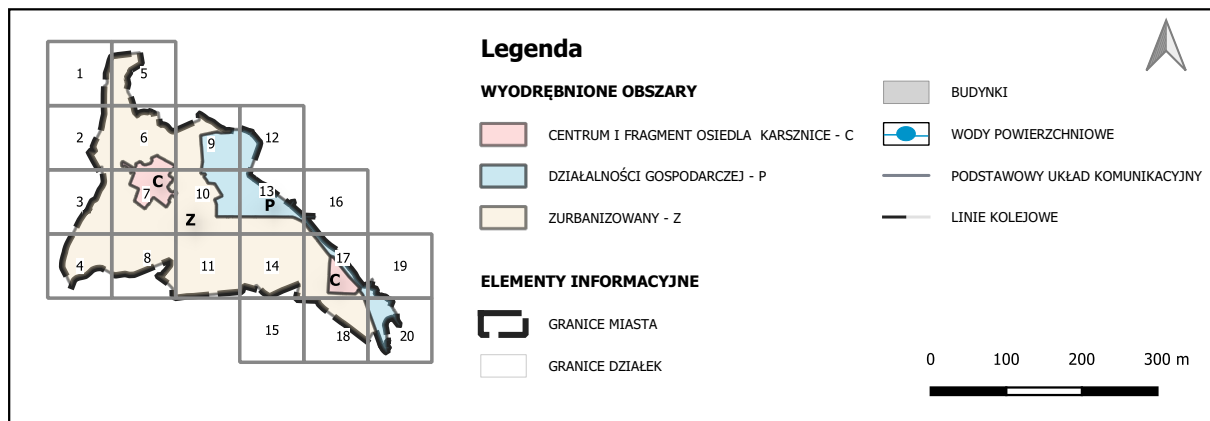 1
5
2
6
9
12
3
7
C
10
13
P
16
Z
4
8
11
14
17
C
19
15
18
20
Legenda
WYODRĘBNIONE OBSZARY
CENTRUM I FRAGMENT OSIEDLA KARSZNICE - C
DZIAŁALNOŚCI GOSPODARCZEJ - P
ZURBANIZOWANY - Z
ELEMENTY INFORMACYJNE
GRANICE MIASTA
GRANICE DZIAŁEK
BUDYNKI
WODY POWIERZCHNIOWE
PODSTAWOWY UKŁAD KOMUNIKACYJNY
LINIE KOLEJOWE
0 100 200 300 m